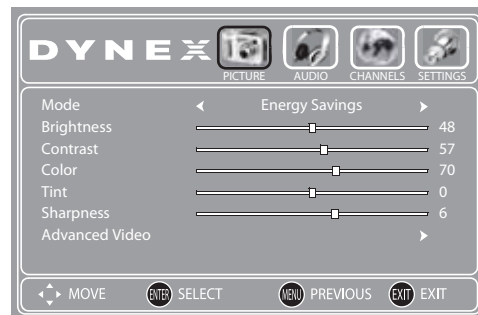 DYNEX
PICTURE AUDIO CHANNELS SETTINGS
Mode Energy Savings
Brightness 48
Contrast 57
Color 70
Tint 0
Sharpness 6
Advanced Video
MOVE ENTER SELECT MENU PREVIOUS EXIT EXIT